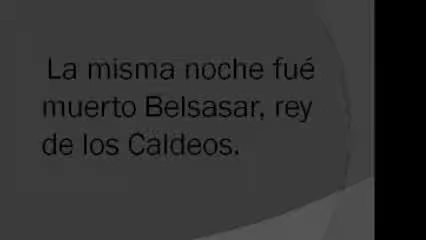 La misma noche fué
muerto Belsasar, rey
de los Caldeos.